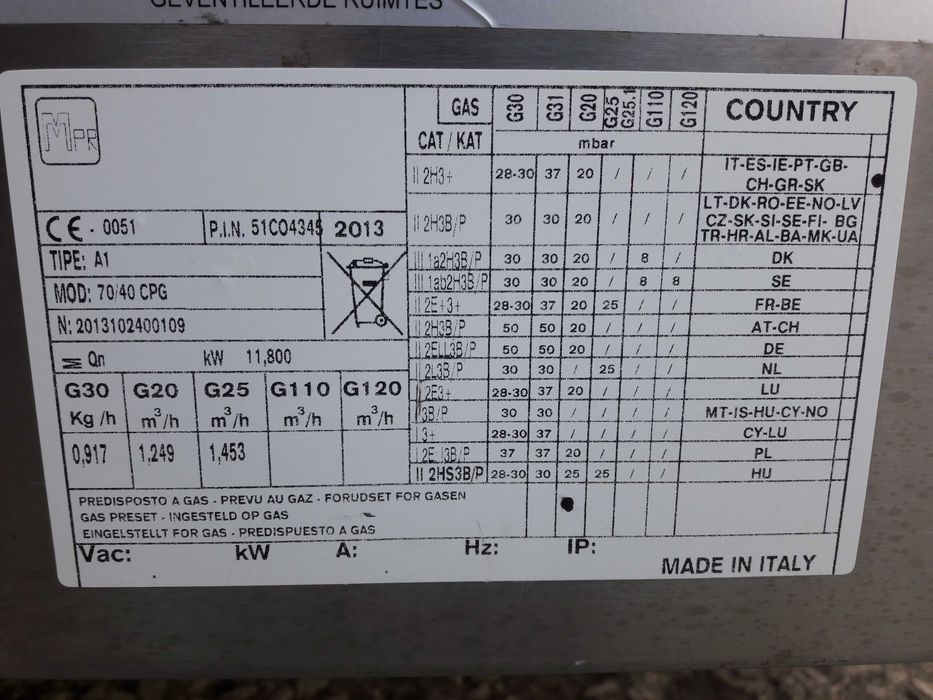 GEVENTILEERDE RUIMTES
MPR
CE - 0051 P.I.N. 51CO4345 2013
TIPE: A1
MOD: 70/40 CPG
N: 2013102400109
Qn kW 11,800
G30 G20 G25 G110 G120
Kg/h m³/h m³/h m³/h m³/h
0,917 1,249 1,453
GAS G30 G31 G20 G25 G25.1 G110 G120 COUNTRY
CAT / KAT mbar
II 2H3+ 28-30 37 20 / / / IT-ES-IE-PT-GB-
CH-GR-SK
II 2H3B/P 30 30 20 / / / LT-DK-RO-EE-NO-LV
CZ-SK-SI-SE-FI- BG
TR-HR-AL-BA-MK-UA
III 1a2H3B/P 30 30 20 / 8 / DK
III 1ab2H3B/P 30 30 20 / 8 8 SE
II 2E+3+ 28-30 37 20 25 / / FR-BE
II 2H3B/P 50 50 20 / / / AT-CH
II 2ELL3B/P 50 50 20 / / / DE
II 2L3B/P 30 30 / 25 / / NL
2E3+ 28-30 37 20 / / / LU
3B/P 30 30 / / / / MT-IS-HU-CY-NO
I 3+ 28-30 37 / / / / CY-LU
37 37 20 / / / PL
II 2HS3B/P 28-30 30 25 25 / / HU
PREDISPOSTO A GAS - PREVU AU GAZ - FORUDSET FOR GASEN
GAS PRESET - INGESTELD OP GAS
EINGELSTELLT FOR GAS - PREDISPUESTO A GAS
Vac: kW A: Hz: IP:
MADE IN ITALY